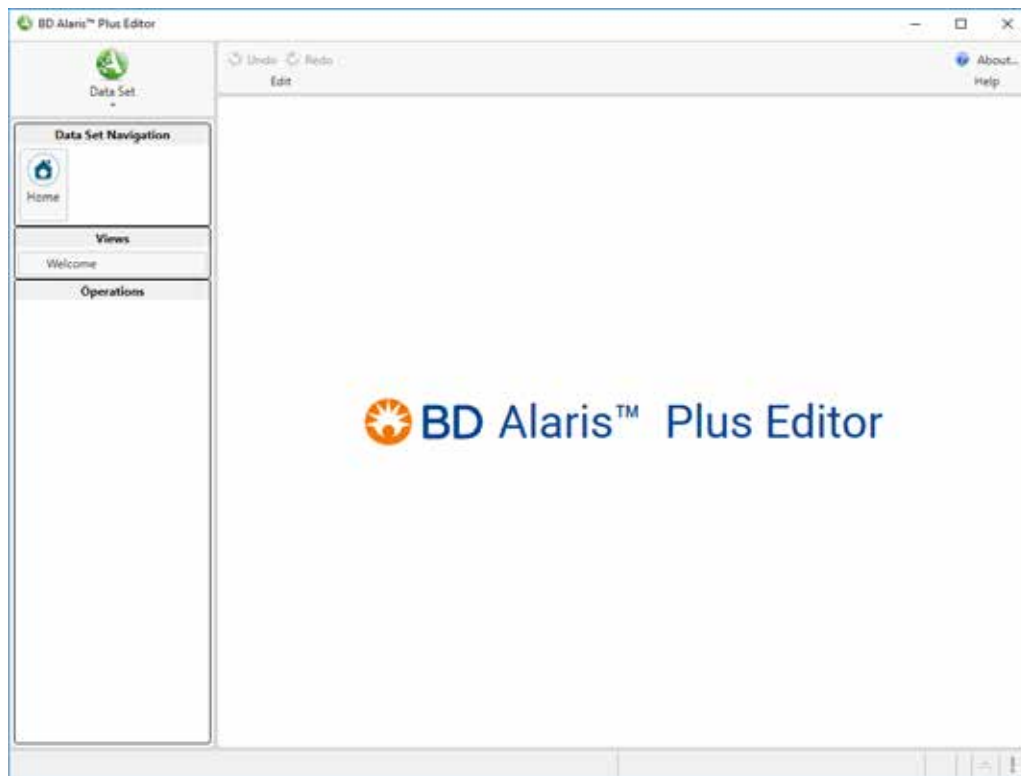 BD Alaris™ Plus Editor
Data Set
Undo Redo
Edit
About...
Help
Data Set Navigation
Home
Views
Welcome
Operations
BD Alaris™ Plus Editor